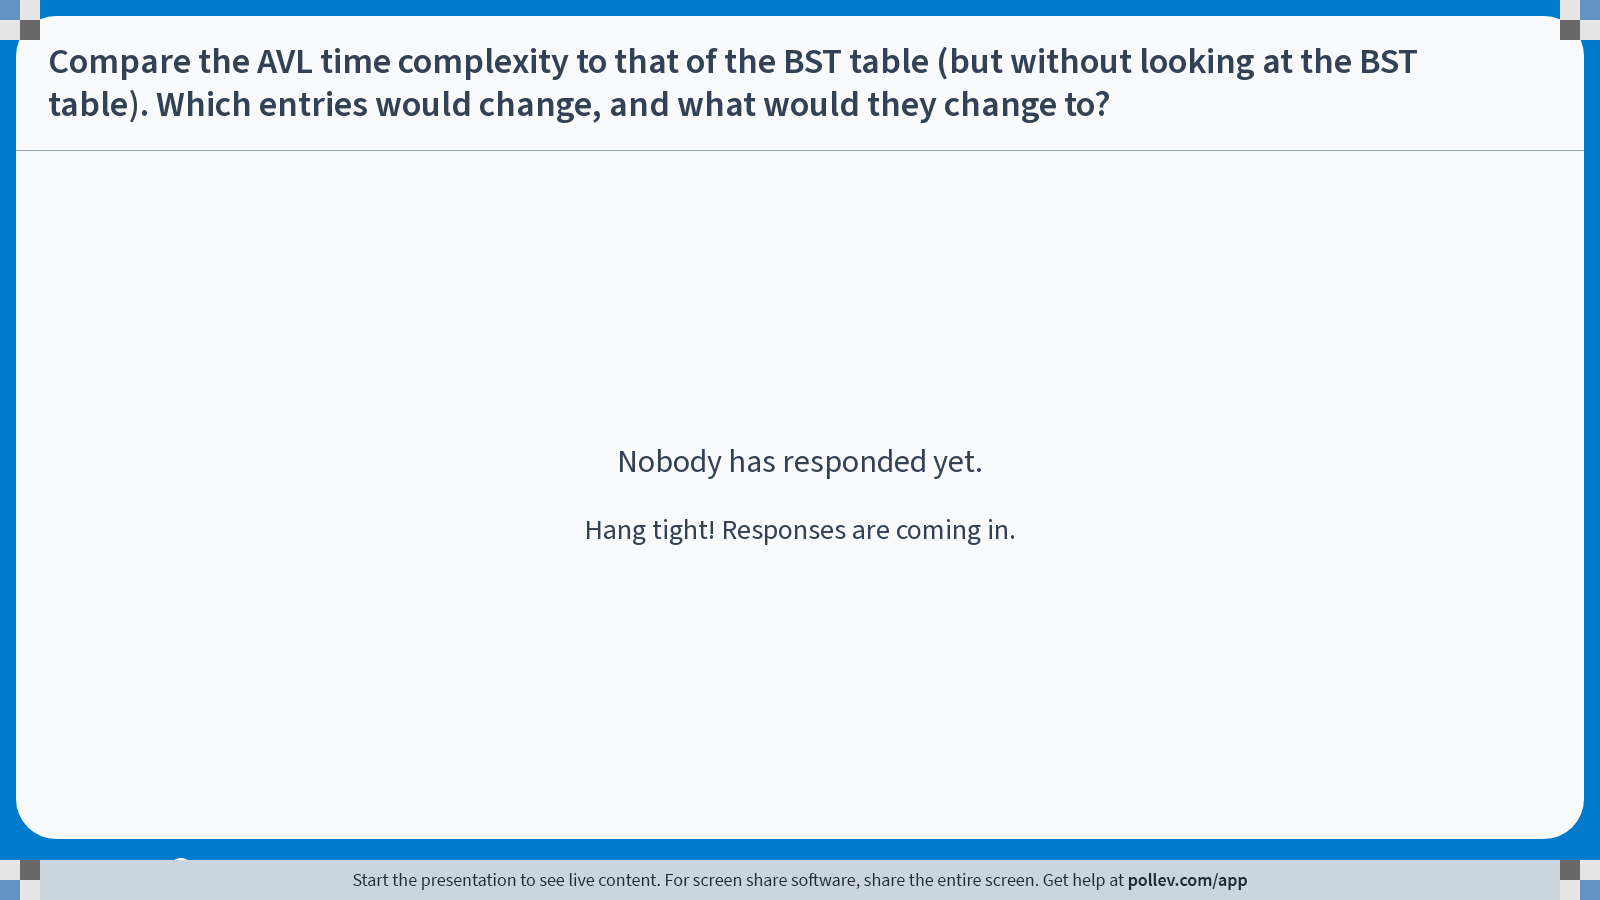 Compare the AVL time complexity to that of the BST table (but without looking at the BST
table). Which entries would change, and what would they change to?
Nobody has responded yet.
Hang tight! Responses are coming in.
Start the presentation to see live content. For screen share software, share the entire screen. Get help at pollev.com/app